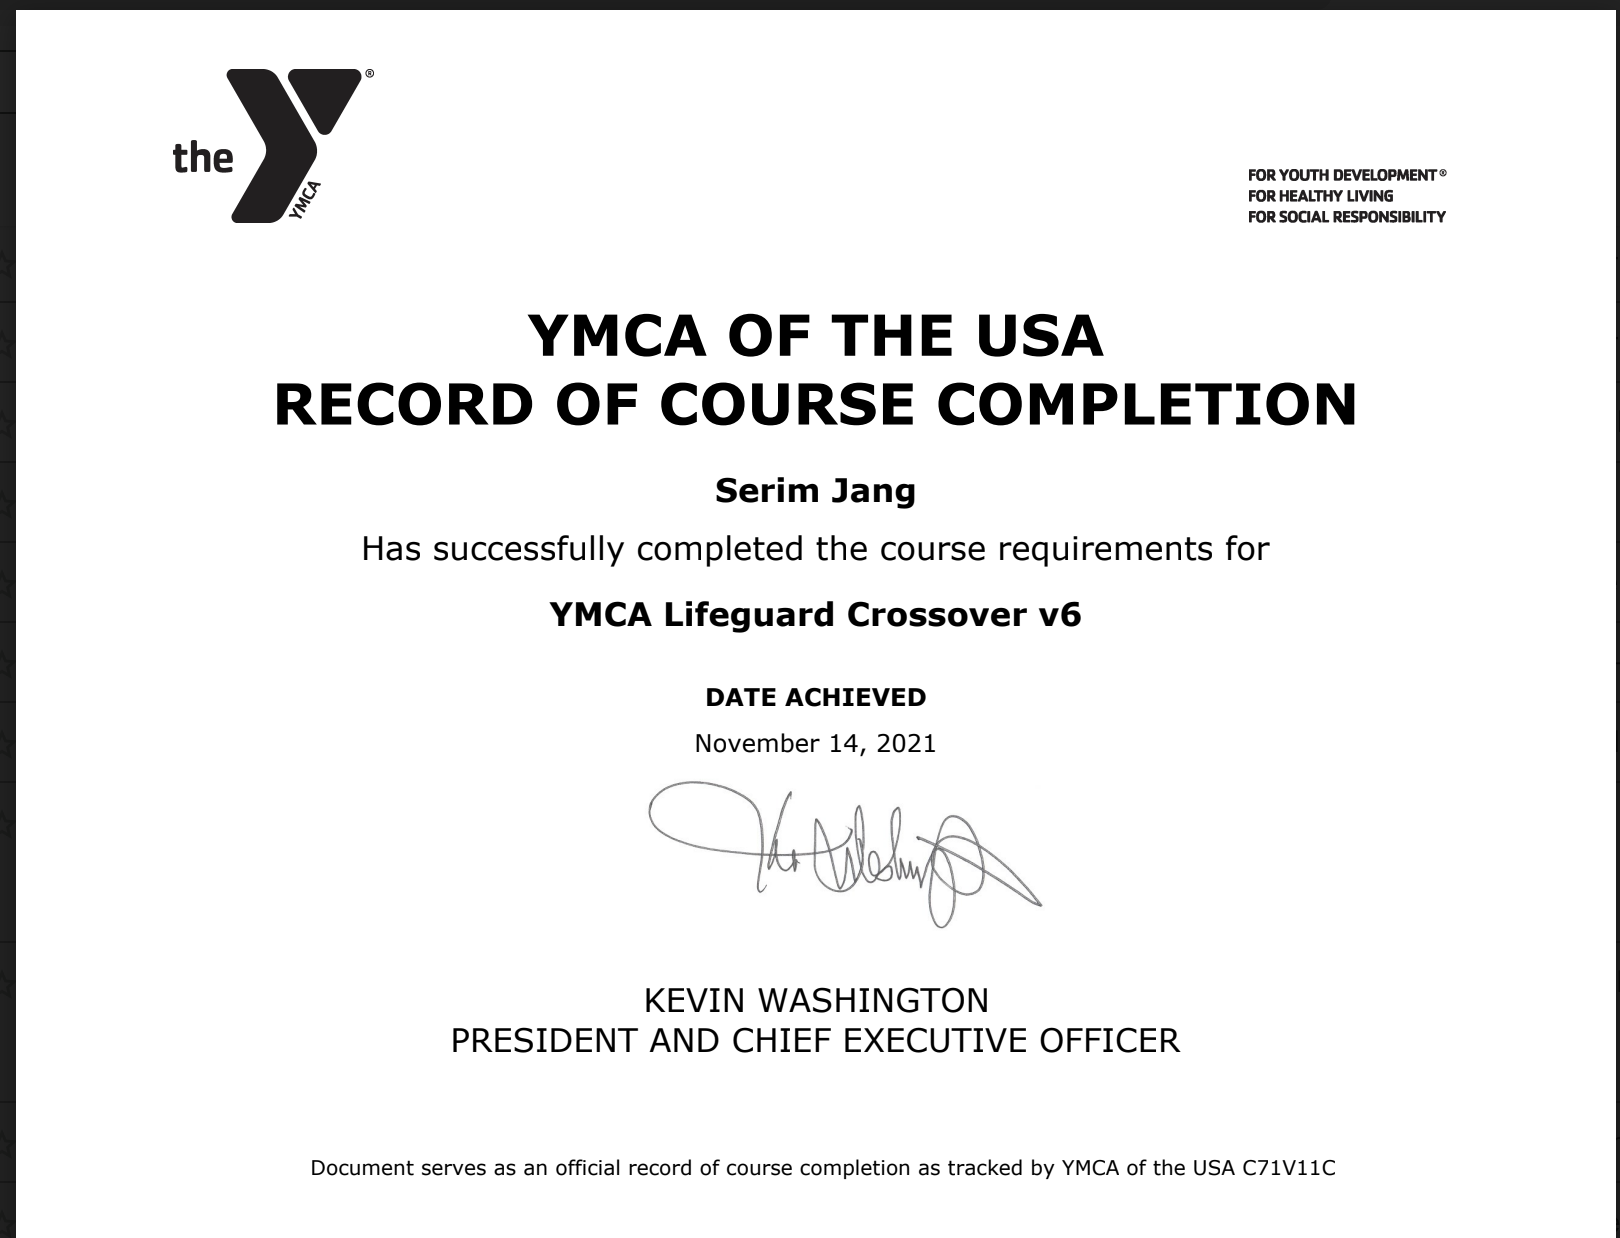 the
YMCA
®
FOR YOUTH DEVELOPMENT®
FOR HEALTHY LIVING
FOR SOCIAL RESPONSIBILITY
YMCA OF THE USA
RECORD OF COURSE COMPLETION
Serim Jang
Has successfully completed the course requirements for
YMCA Lifeguard Crossover v6
DATE ACHIEVED
November 14, 2021
KEVIN WASHINGTON
PRESIDENT AND CHIEF EXECUTIVE OFFICER
Document serves as an official record of course completion as tracked by YMCA of the USA C71V11C